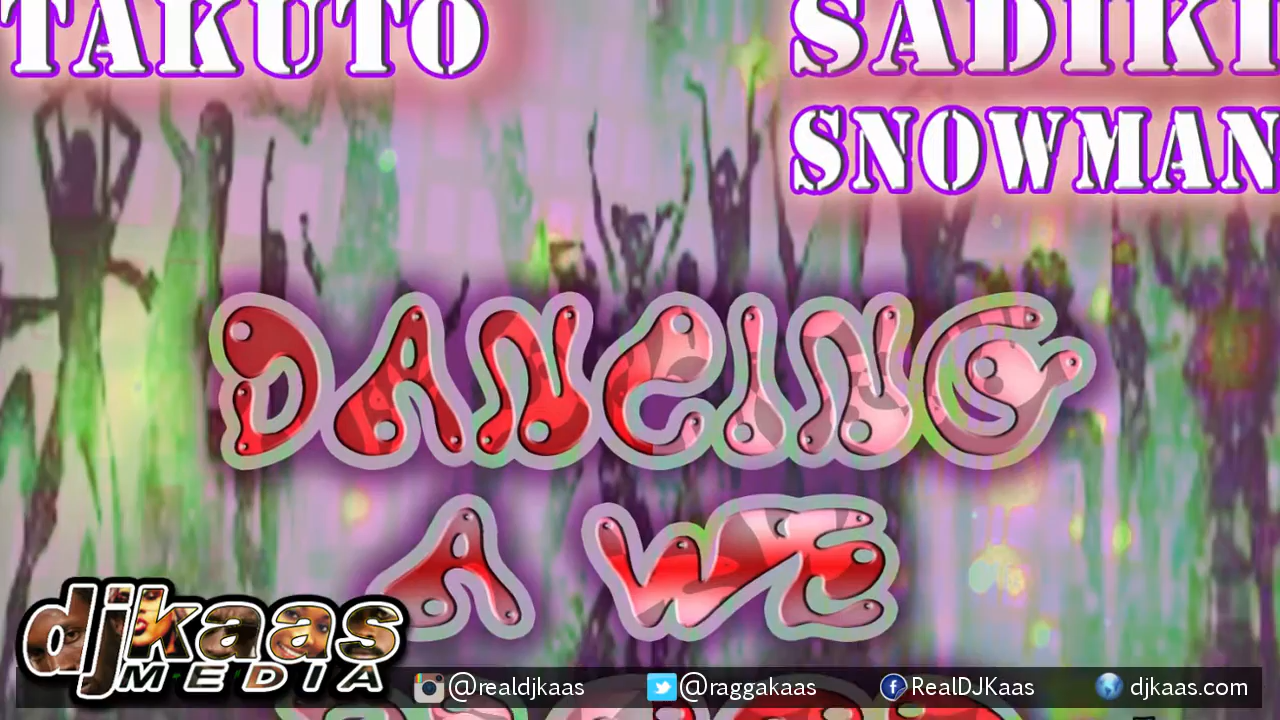 TAKUTO
SADIKI
SNOWMAN
DANCING
A WE
djkaas
MEDIA
@realdjkaas
@raggakaas
RealDJKaas
djkaas.com